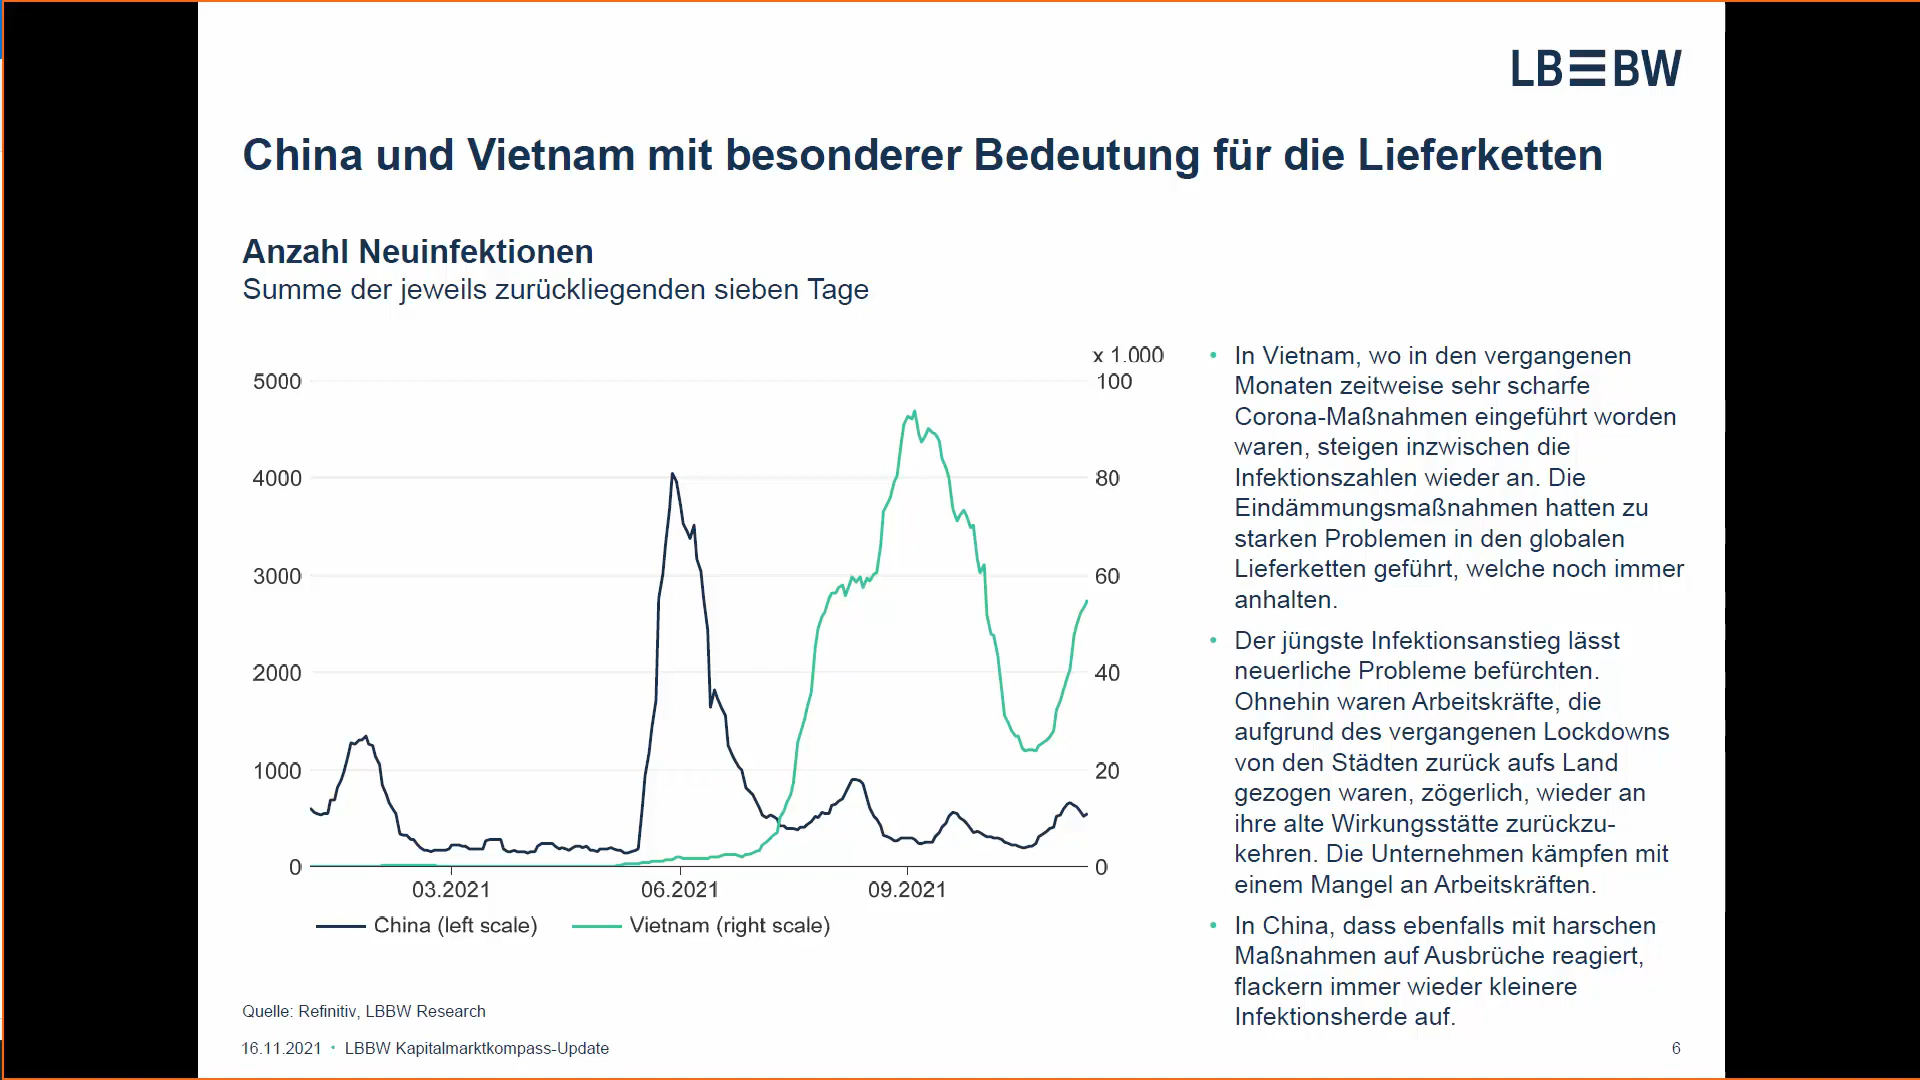 LBBW
China und Vietnam mit besonderer Bedeutung für die Lieferketten
Anzahl Neuinfektionen
Summe der jeweils zurückliegenden sieben Tage
x 1.000
5000
4000
3000
2000
1000
0
100
80
60
40
20
0
03.2021
06.2021
09.2021
China (left scale)
Vietnam (right scale)
• In Vietnam, wo in den vergangenen
Monaten zeitweise sehr scharfe
Corona-Maßnahmen eingeführt worden
waren, steigen inzwischen die
Infektionszahlen wieder an. Die
Eindämmungsmaßnahmen hatten zu
starken Problemen in den globalen
Lieferketten geführt, welche noch immer
anhalten.
• Der jüngste Infektionsanstieg lässt
neuerliche Probleme befürchten.
Ohnehin waren Arbeitskräfte, die
aufgrund des vergangenen Lockdowns
von den Städten zurück aufs Land
gezogen waren, zögerlich, wieder an
ihre alte Wirkungsstätte zurückzu-
kehren. Die Unternehmen kämpfen mit
einem Mangel an Arbeitskräften.
• In China, dass ebenfalls mit harschen
Maßnahmen auf Ausbrüche reagiert,
flackern immer wieder kleinere
Infektionsherde auf.
Quelle: Refinitiv, LBBW Research
16.11.2021 • LBBW Kapitalmarktkompass-Update
6